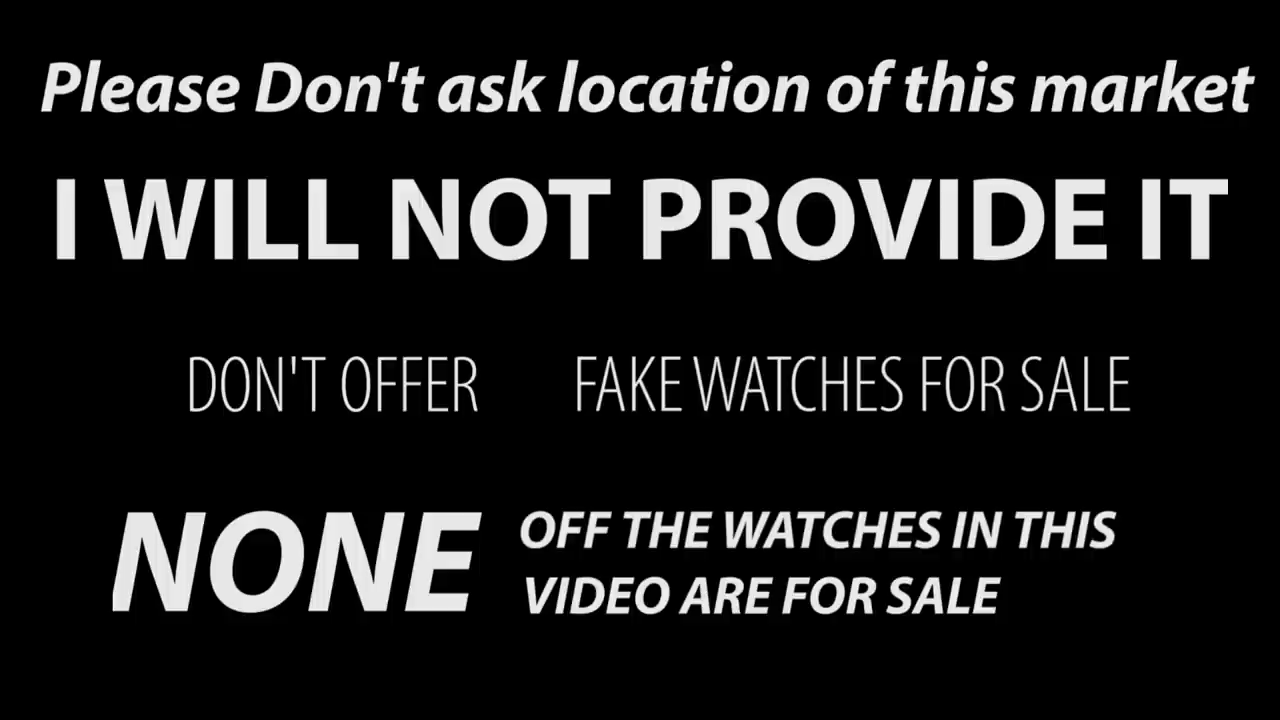 Please Don't ask location of this market
I WILL NOT PROVIDE IT
DON'T OFFER FAKE WATCHES FOR SALE
NONE OFF THE WATCHES IN THIS
VIDEO ARE FOR SALE